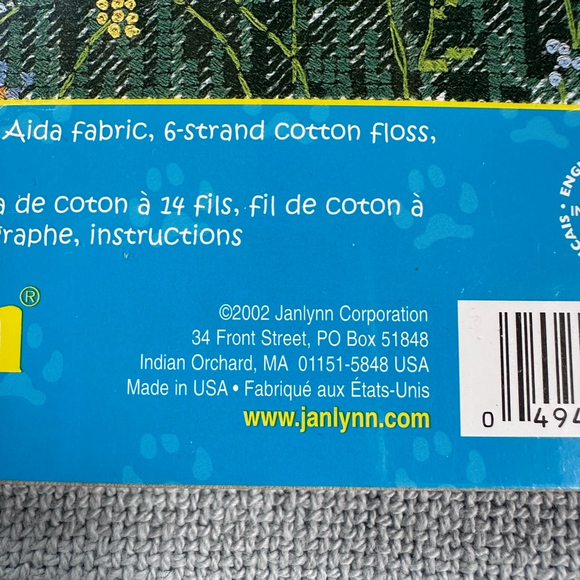 Aida fabric, 6-strand cotton floss,
de coton à 14 fils, fil de coton à
instructions
®
©2002 Janlynn Corporation
34 Front Street, PO Box 51848
Indian Orchard, MA 01151-5848 USA
Made in USA • Fabriqué aux États-Unis
www.janlynn.com
0 494